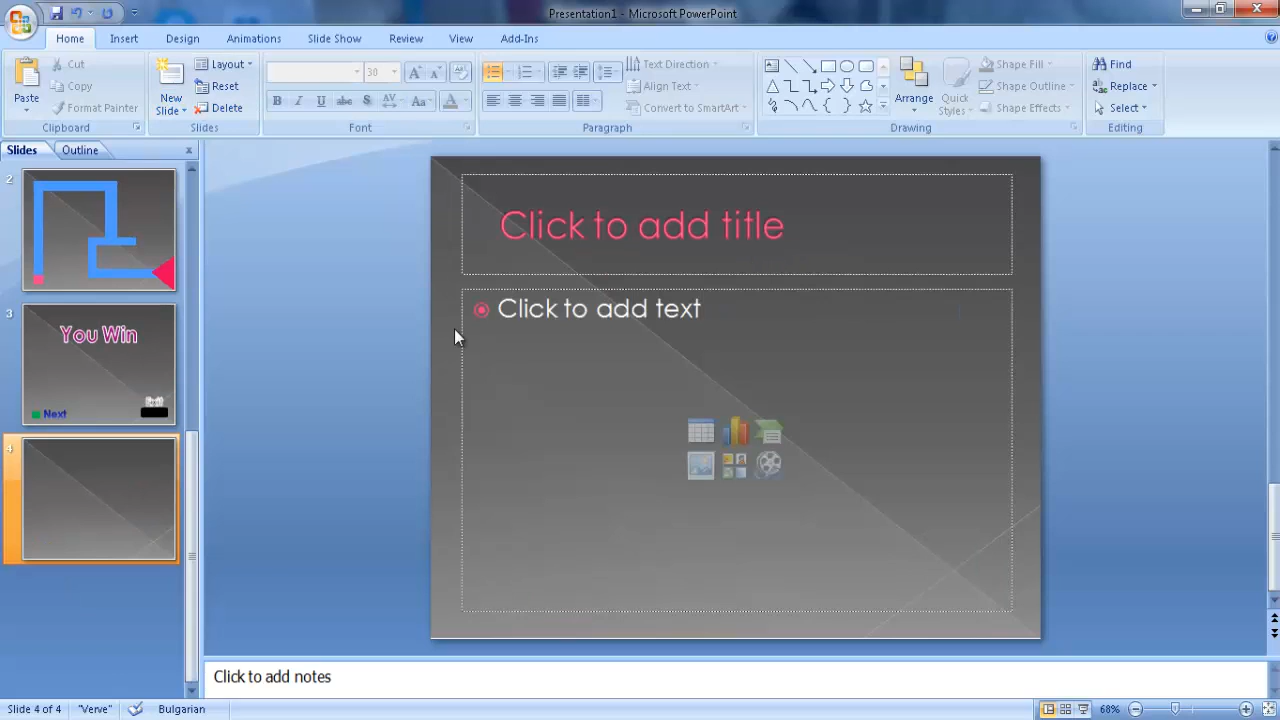 Presentation1 - Microsoft PowerPoint
Home
Insert
Design
Animations
Slide Show
Review
View
Add-Ins
Paste
Cut
Copy
Format Painter
Clipboard
New Slide
Layout
Reset
Delete
Slides
30
B I U abc S AV Aa A
Font
Text Direction
Align Text
Convert to SmartArt
Paragraph
Arrange
Quick Styles
Shape Fill
Shape Outline
Shape Effects
Drawing
Find
Replace
Select
Editing
Slides
Outline
2
3
You Win
Next
4
Click to add title
Click to add text
Click to add notes
Slide 4 of 4
"Verve"
Bulgarian
68%